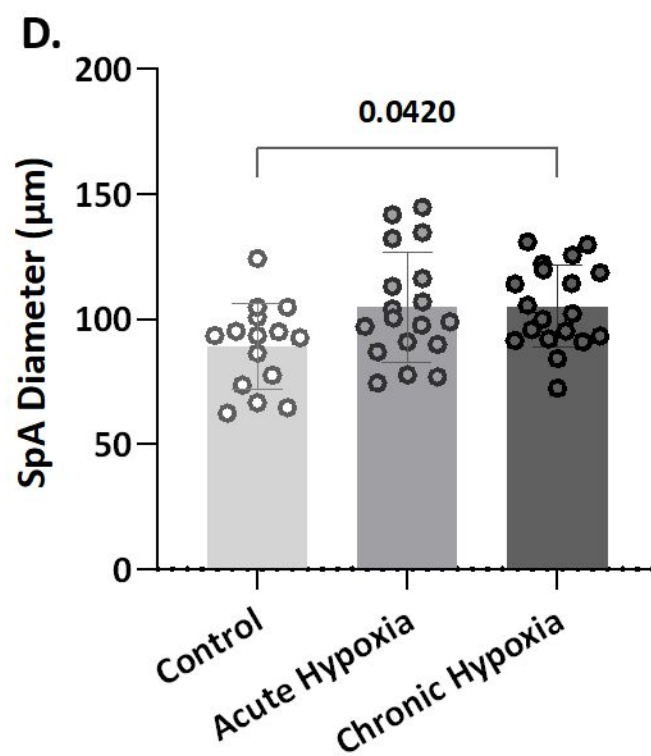 D.
200
0.0420
150
100
50
0
SpA Diameter (µm)
Control
Acute Hypoxia
Chronic Hypoxia